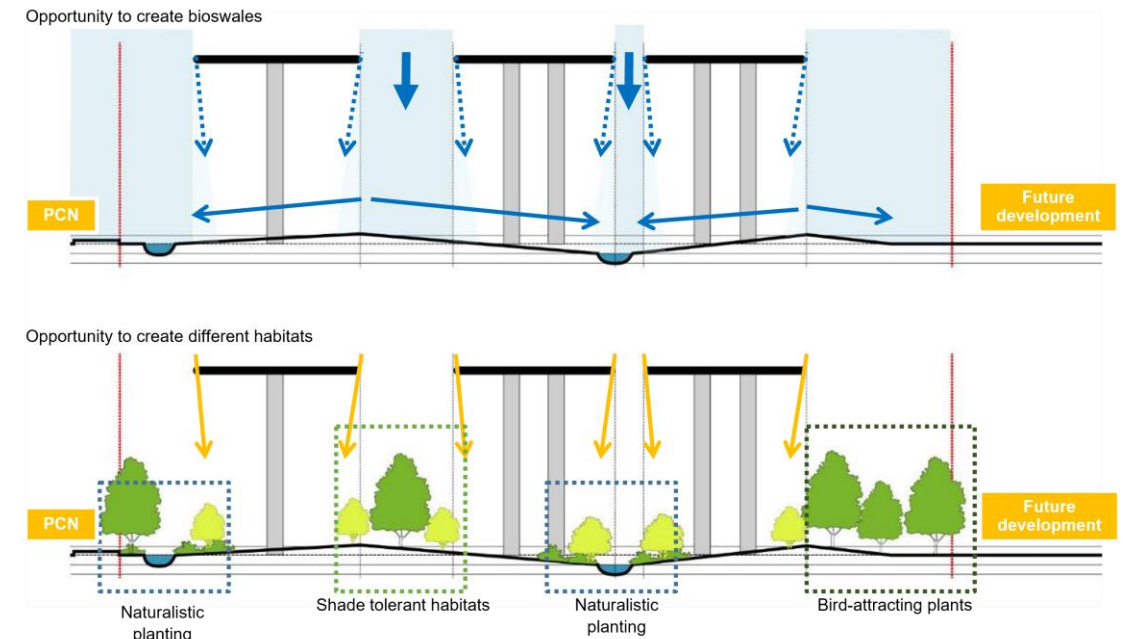 Opportunity to create bioswales
PCN
Future
development
Opportunity to create different habitats
PCN
Future
development
Naturalistic
planting
Shade tolerant habitats
Naturalistic
planting
Bird-attracting plants